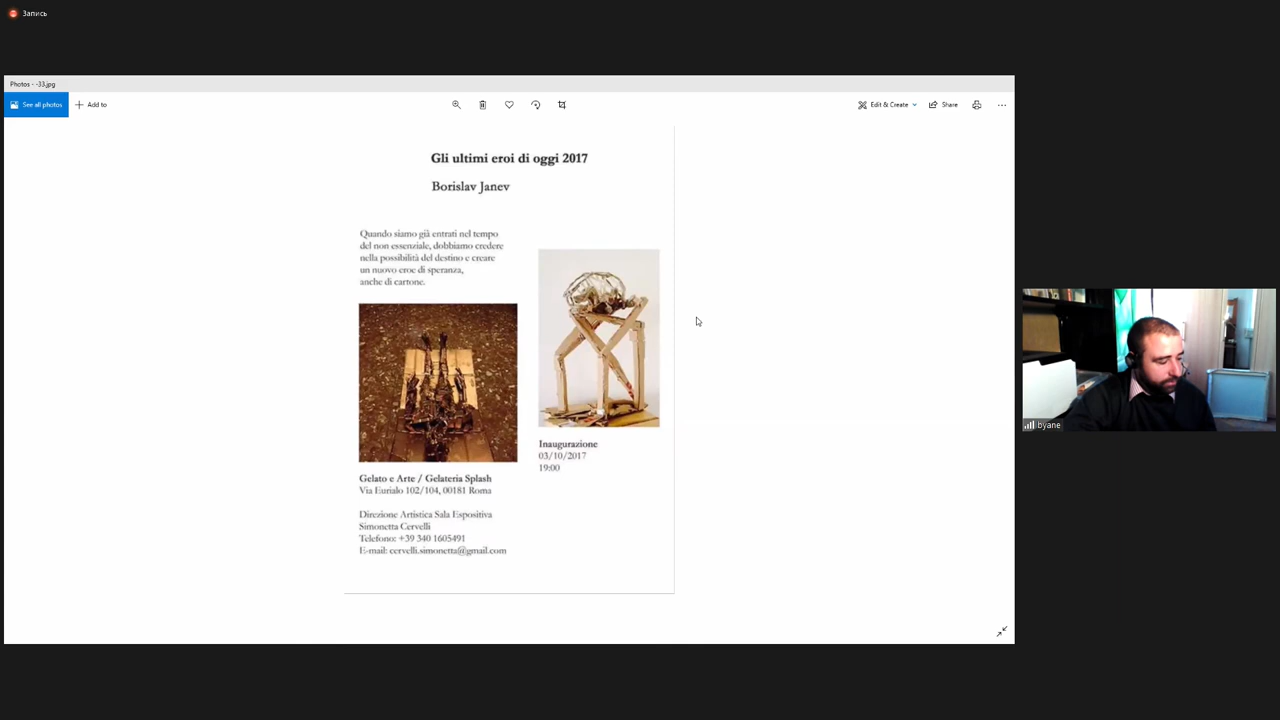 Запись
Photos - -33.jpg
See all photos
Add to
Edit & Create
Share
Gli ultimi eroi di oggi 2017
Borislav Janev
Quando siamo già entrati nel tempo
del non essenziale, dobbiamo credere
nella possibilità del destino e creare
un nuovo eroe di speranza,
anche di cartone.
Inaugurazione
03/10/2017
19:00
Gelato e Arte / Gelateria Splash
Via Eurialo 102/104, 00181 Roma
Direzione Artistica Sala Espositiva
Simonetta Cervelli
Telefono: +39 340 1605491
E-mail: cervelli.simonetta@gmail.com
byane